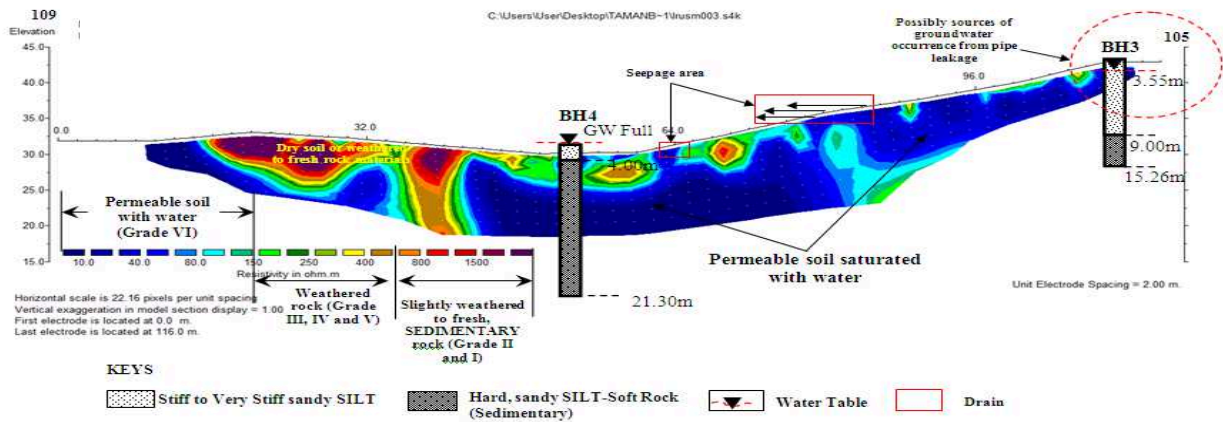 C:\Users\User\Desktop\TAMANB~1\lrusm003.s4k
109
Elevation
45.0
40.0
35.0
30.0
25.0
20.0
15.0
0.0
32.0
64.0
96.0
Possibly sources of
groundwater
occurrence from pipe
leakage
105
BH3
3.55m
9.00m
15.26m
Seepage area
BH4
GW Full
4.00m
21.30m
Dry soil or weathered
to fresh rock materials
Permeable soil
with water
(Grade VI)
Permeable soil saturated
with water
10.0 40.0 80.0 150 250 400 800 1500
Resistivity in ohm.m
Weathered
rock (Grade
III, IV and V)
Slightly weathered
to fresh,
SEDIMENTARY
rock (Grade II
and I)
Horizontal scale is 22.16 pixels per unit spacing
Vertical exaggeration in model section display = 1.00
First electrode is located at 0.0 m.
Last electrode is located at 116.0 m.
Unit Electrode Spacing = 2.00 m.
KEYS
Stiff to Very Stiff sandy SILT
Hard, sandy SILT-Soft Rock
(Sedimentary)
Water Table
Drain